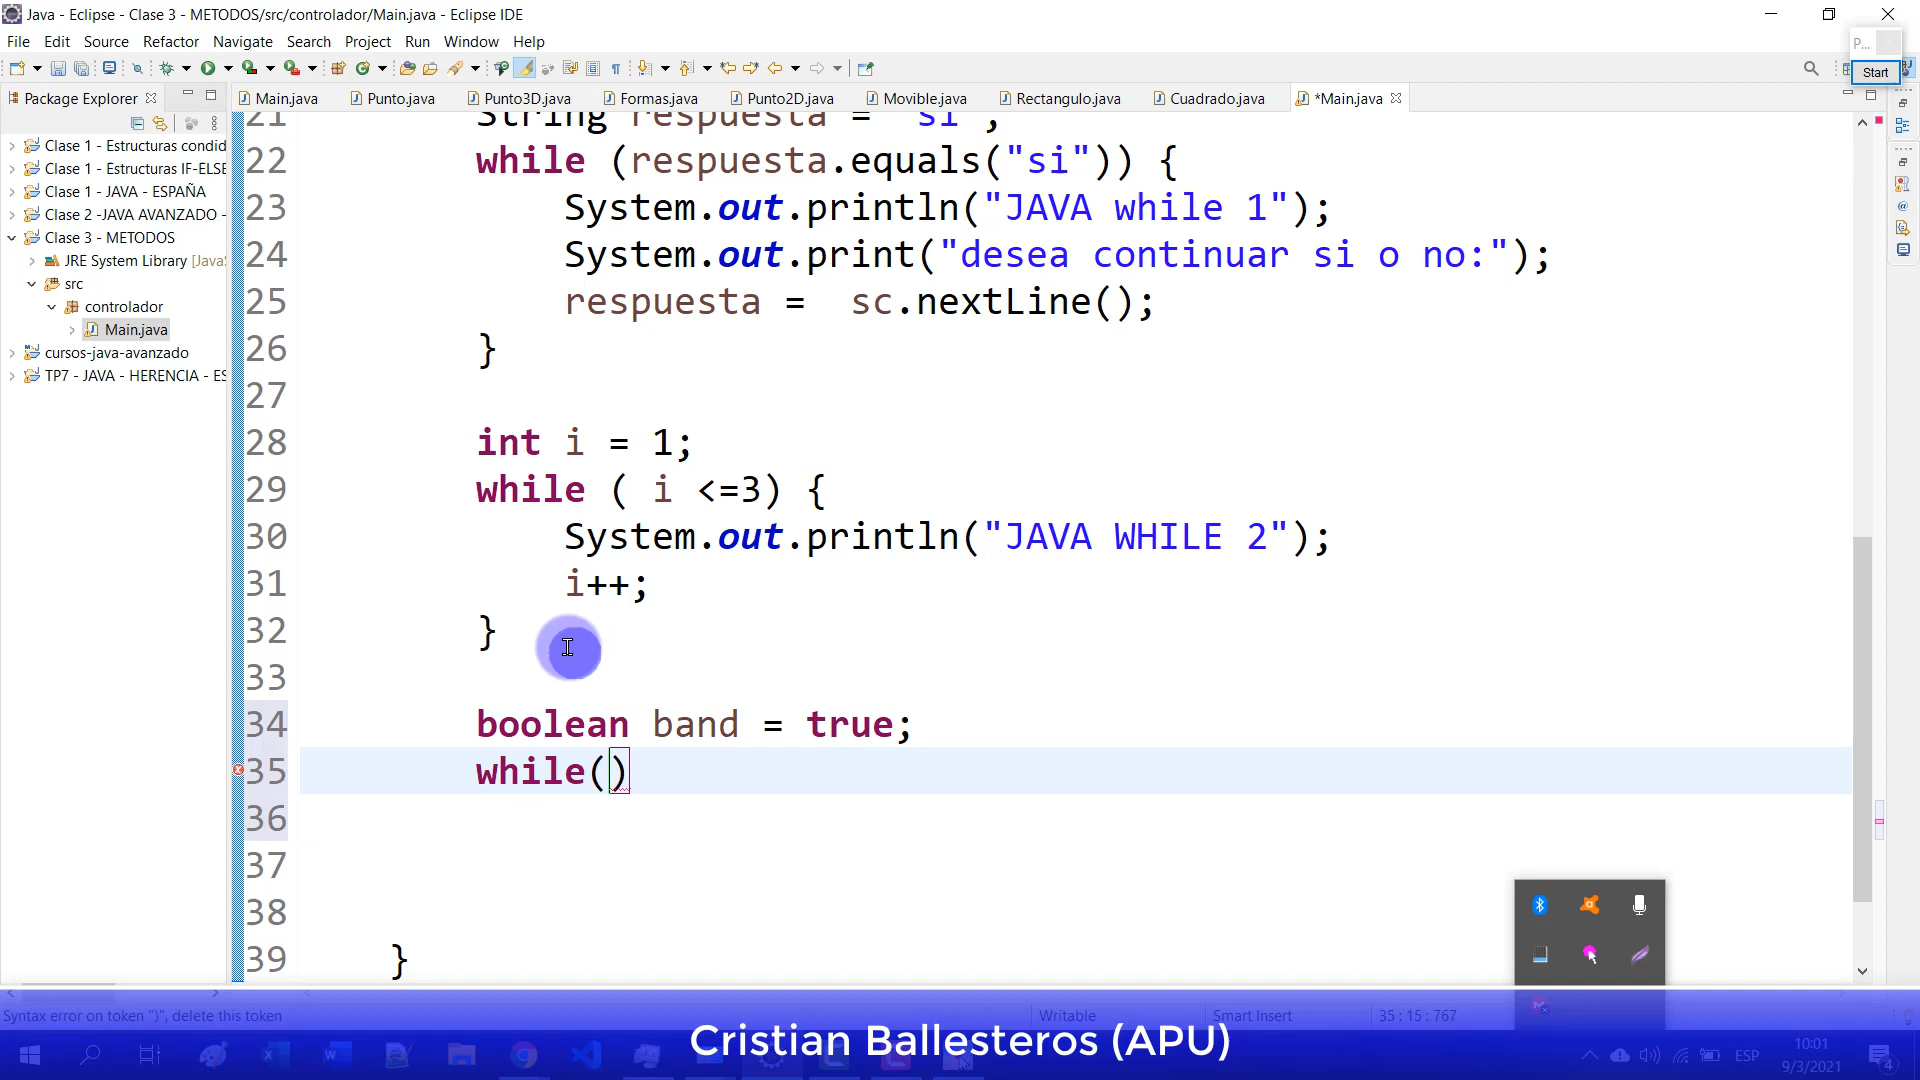 Java - Eclipse - Clase 3 - METODOS/src/controlador/Main.java - Eclipse IDE
File Edit Source Refactor Navigate Search Project Run Window Help
P...
Start
Package Explorer
Main.java Punto.java Punto3D.java Formas.java Punto2D.java Movible.java Rectangulo.java Cuadrado.java *Main.java
Clase 1 - Estructuras condid
Clase 1 - Estructuras IF-ELSE
Clase 1 - JAVA - ESPAÑA
Clase 2 -JAVA AVANZADO -
Clase 3 - METODOS
JRE System Library [Java
src
controlador
Main.java
cursos-java-avanzado
TP7 - JAVA - HERENCIA - ES
21 String respuesta = "si";
22 while (respuesta.equals("si")) {
23 System.out.println("JAVA while 1");
24 System.out.print("desea continuar si o no:");
25 respuesta = sc.nextLine();
26 }
27
28 int i = 1;
29 while ( i <=3) {
30 System.out.println("JAVA WHILE 2");
31 i++;
32 }
33
34 boolean band = true;
35 while()
36
37
38
39 }
Syntax error on token ")", delete this token
Writable
Smart Insert
35 : 15 : 767
Cristian Ballesteros (APU)
ESP
10:01
9/3/2021
4